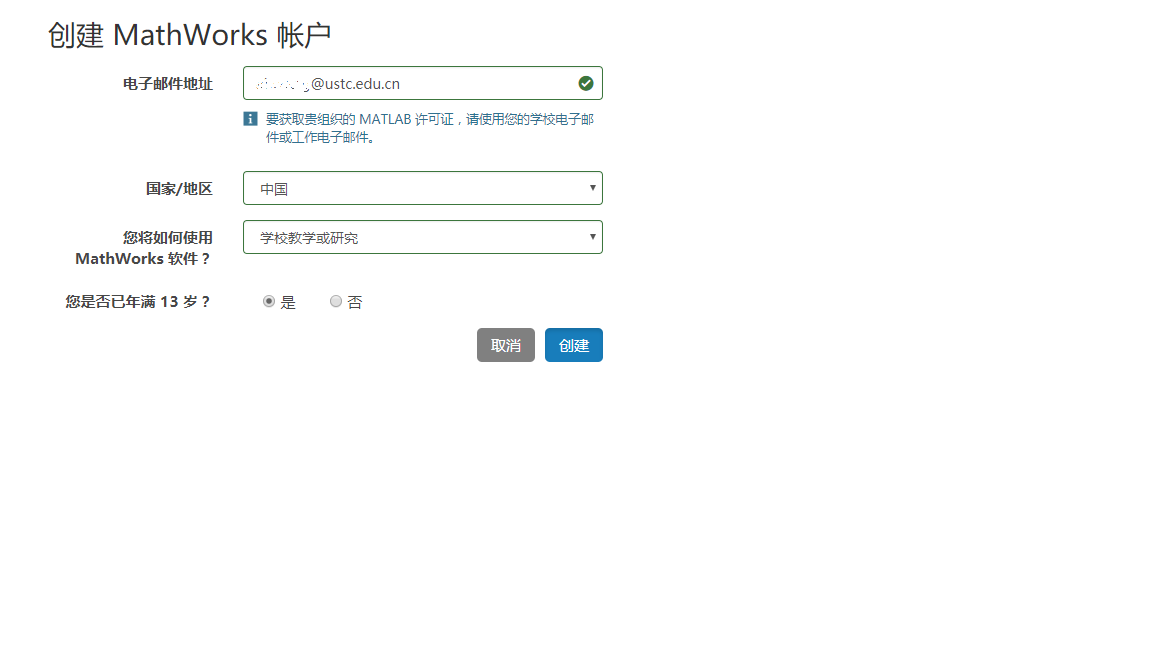 创建 MathWorks 帐户
电子邮件地址
@ustc.edu.cn
要获取贵组织的 MATLAB 许可证，请使用您的学校电子邮
件或工作电子邮件。
国家/地区
中国
您将如何使用
MathWorks 软件？
学校教学或研究
您是否已年满 13 岁？
是 否
取消 创建